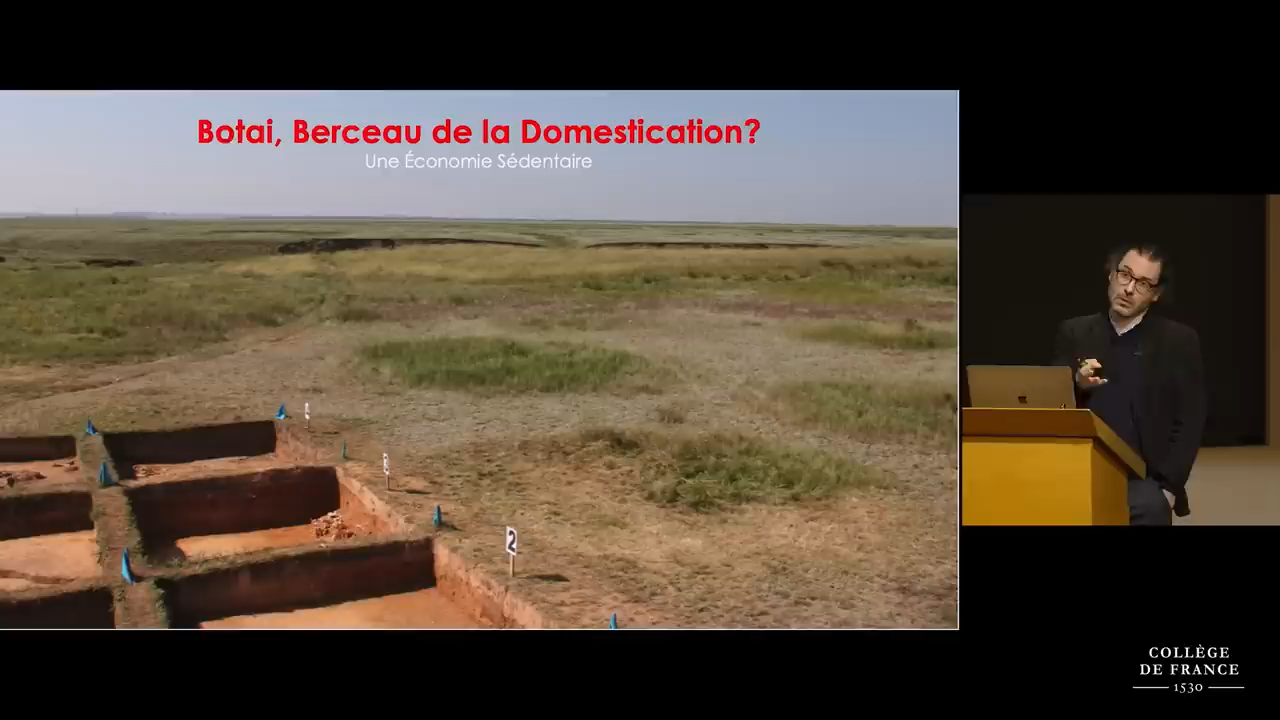 Botai, Berceau de la Domestication?
Une Économie Sédentaire
2
COLLÈGE
DE FRANCE
1530